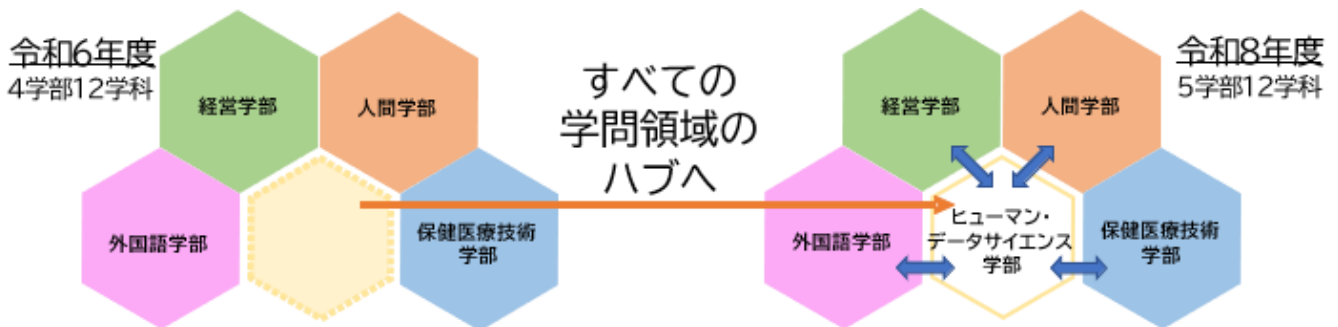 令和6年度
4学部12学科
経営学部
人間学部
外国語学部
保健医療技術
学部
すべての
学問領域の
ハブへ
令和8年度
5学部12学科
経営学部
人間学部
外国語学部
ヒューマン・
データサイエンス
学部
保健医療技術
学部